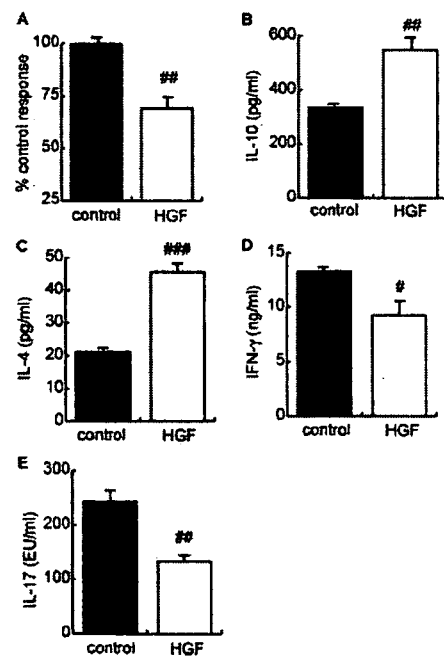 A
% control response
100
75
50
25
##
control HGF
B
IL-10 (pg/ml)
600
400
200
0
##
control HGF
C
IL-4 (pg/ml)
50
40
30
20
10
0
###
control HGF
D
IFN-γ (ng/ml)
15
10
5
0
#
control HGF
E
IL-17 (EU/ml)
300
200
100
0
##
control HGF